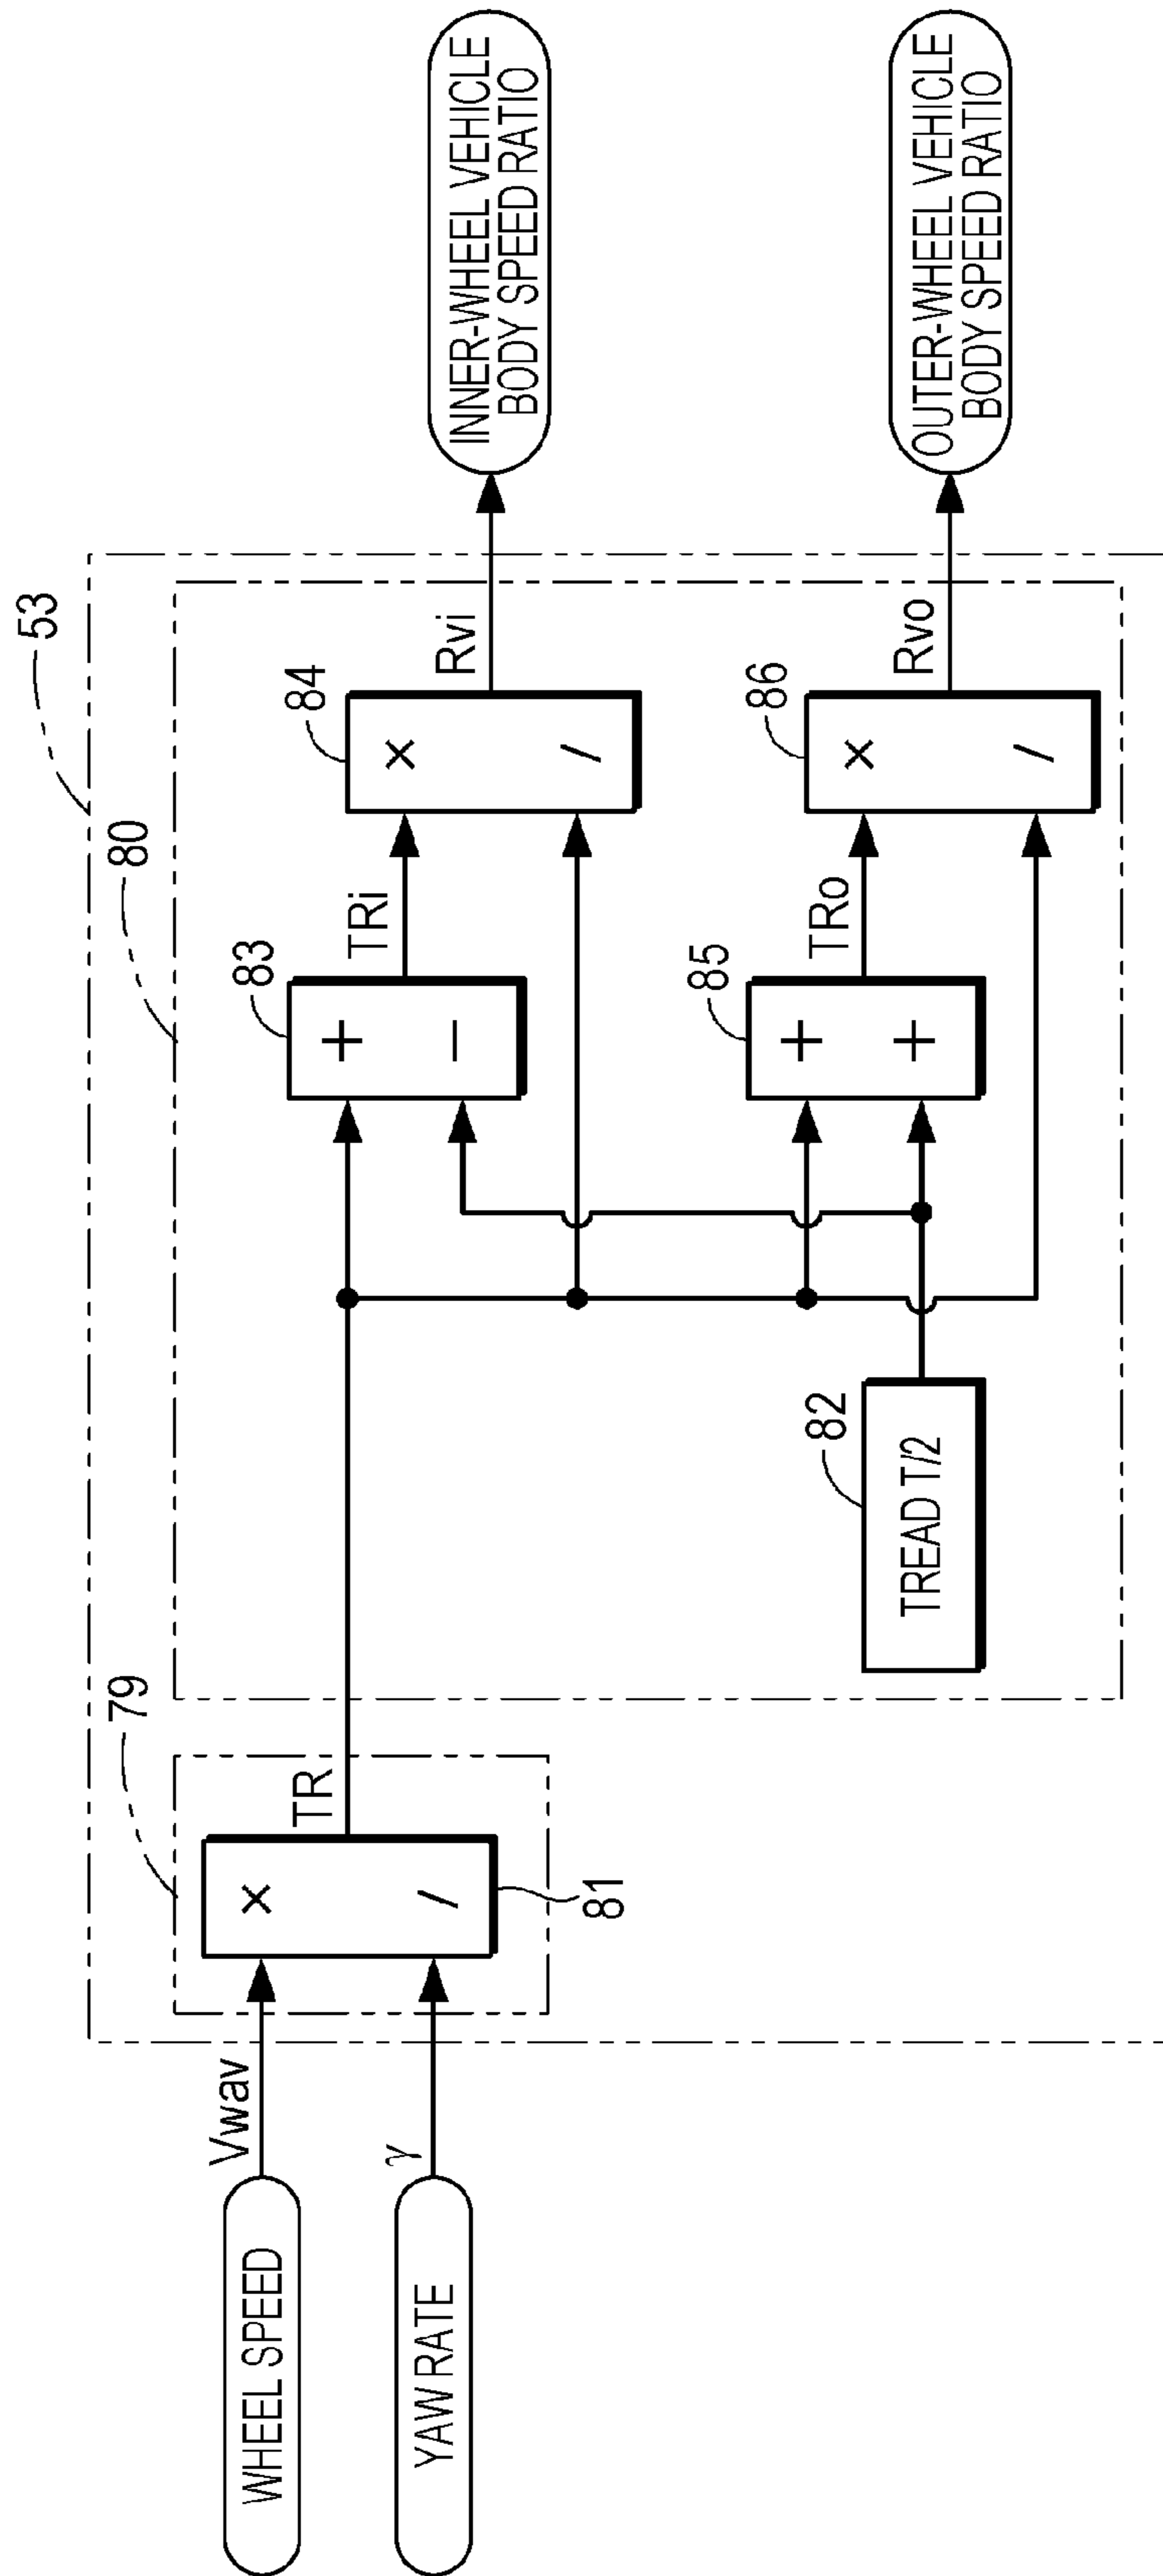 53
79
80
WHEEL SPEED
Vwav
YAW RATE
γ
×
/
81
TR
TREAD T/2
82
83
+
−
TRi
84
×
/
Rvi
INNER-WHEEL VEHICLE
BODY SPEED RATIO
85
+
+
TRo
86
×
/
Rvo
OUTER-WHEEL VEHICLE
BODY SPEED RATIO